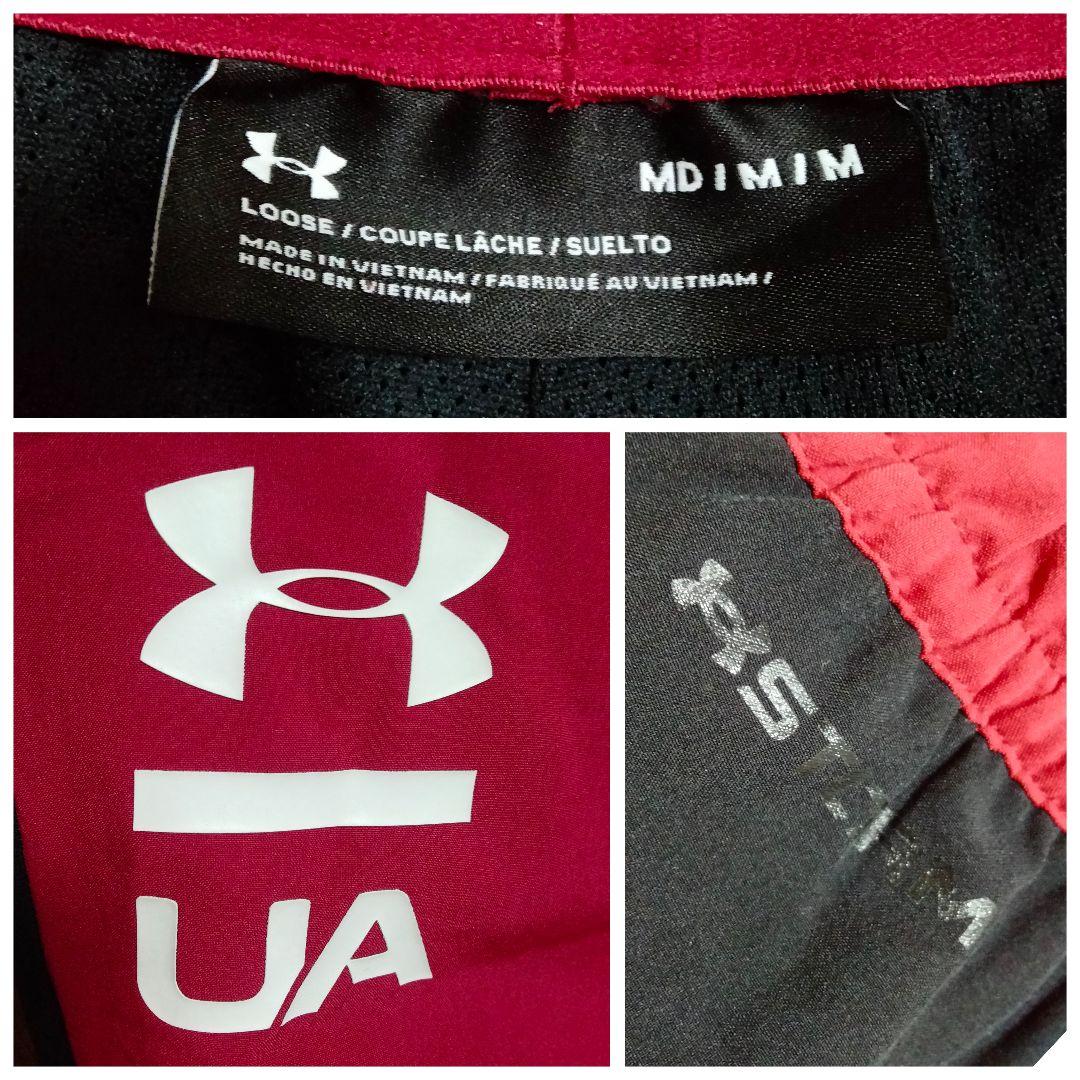 MD / M / M
LOOSE / COUPE LÂCHE / SUELTO
MADE IN VIETNAM / FABRIQUÉ AU VIETNAM /
HECHO EN VIETNAM
UA
STORM